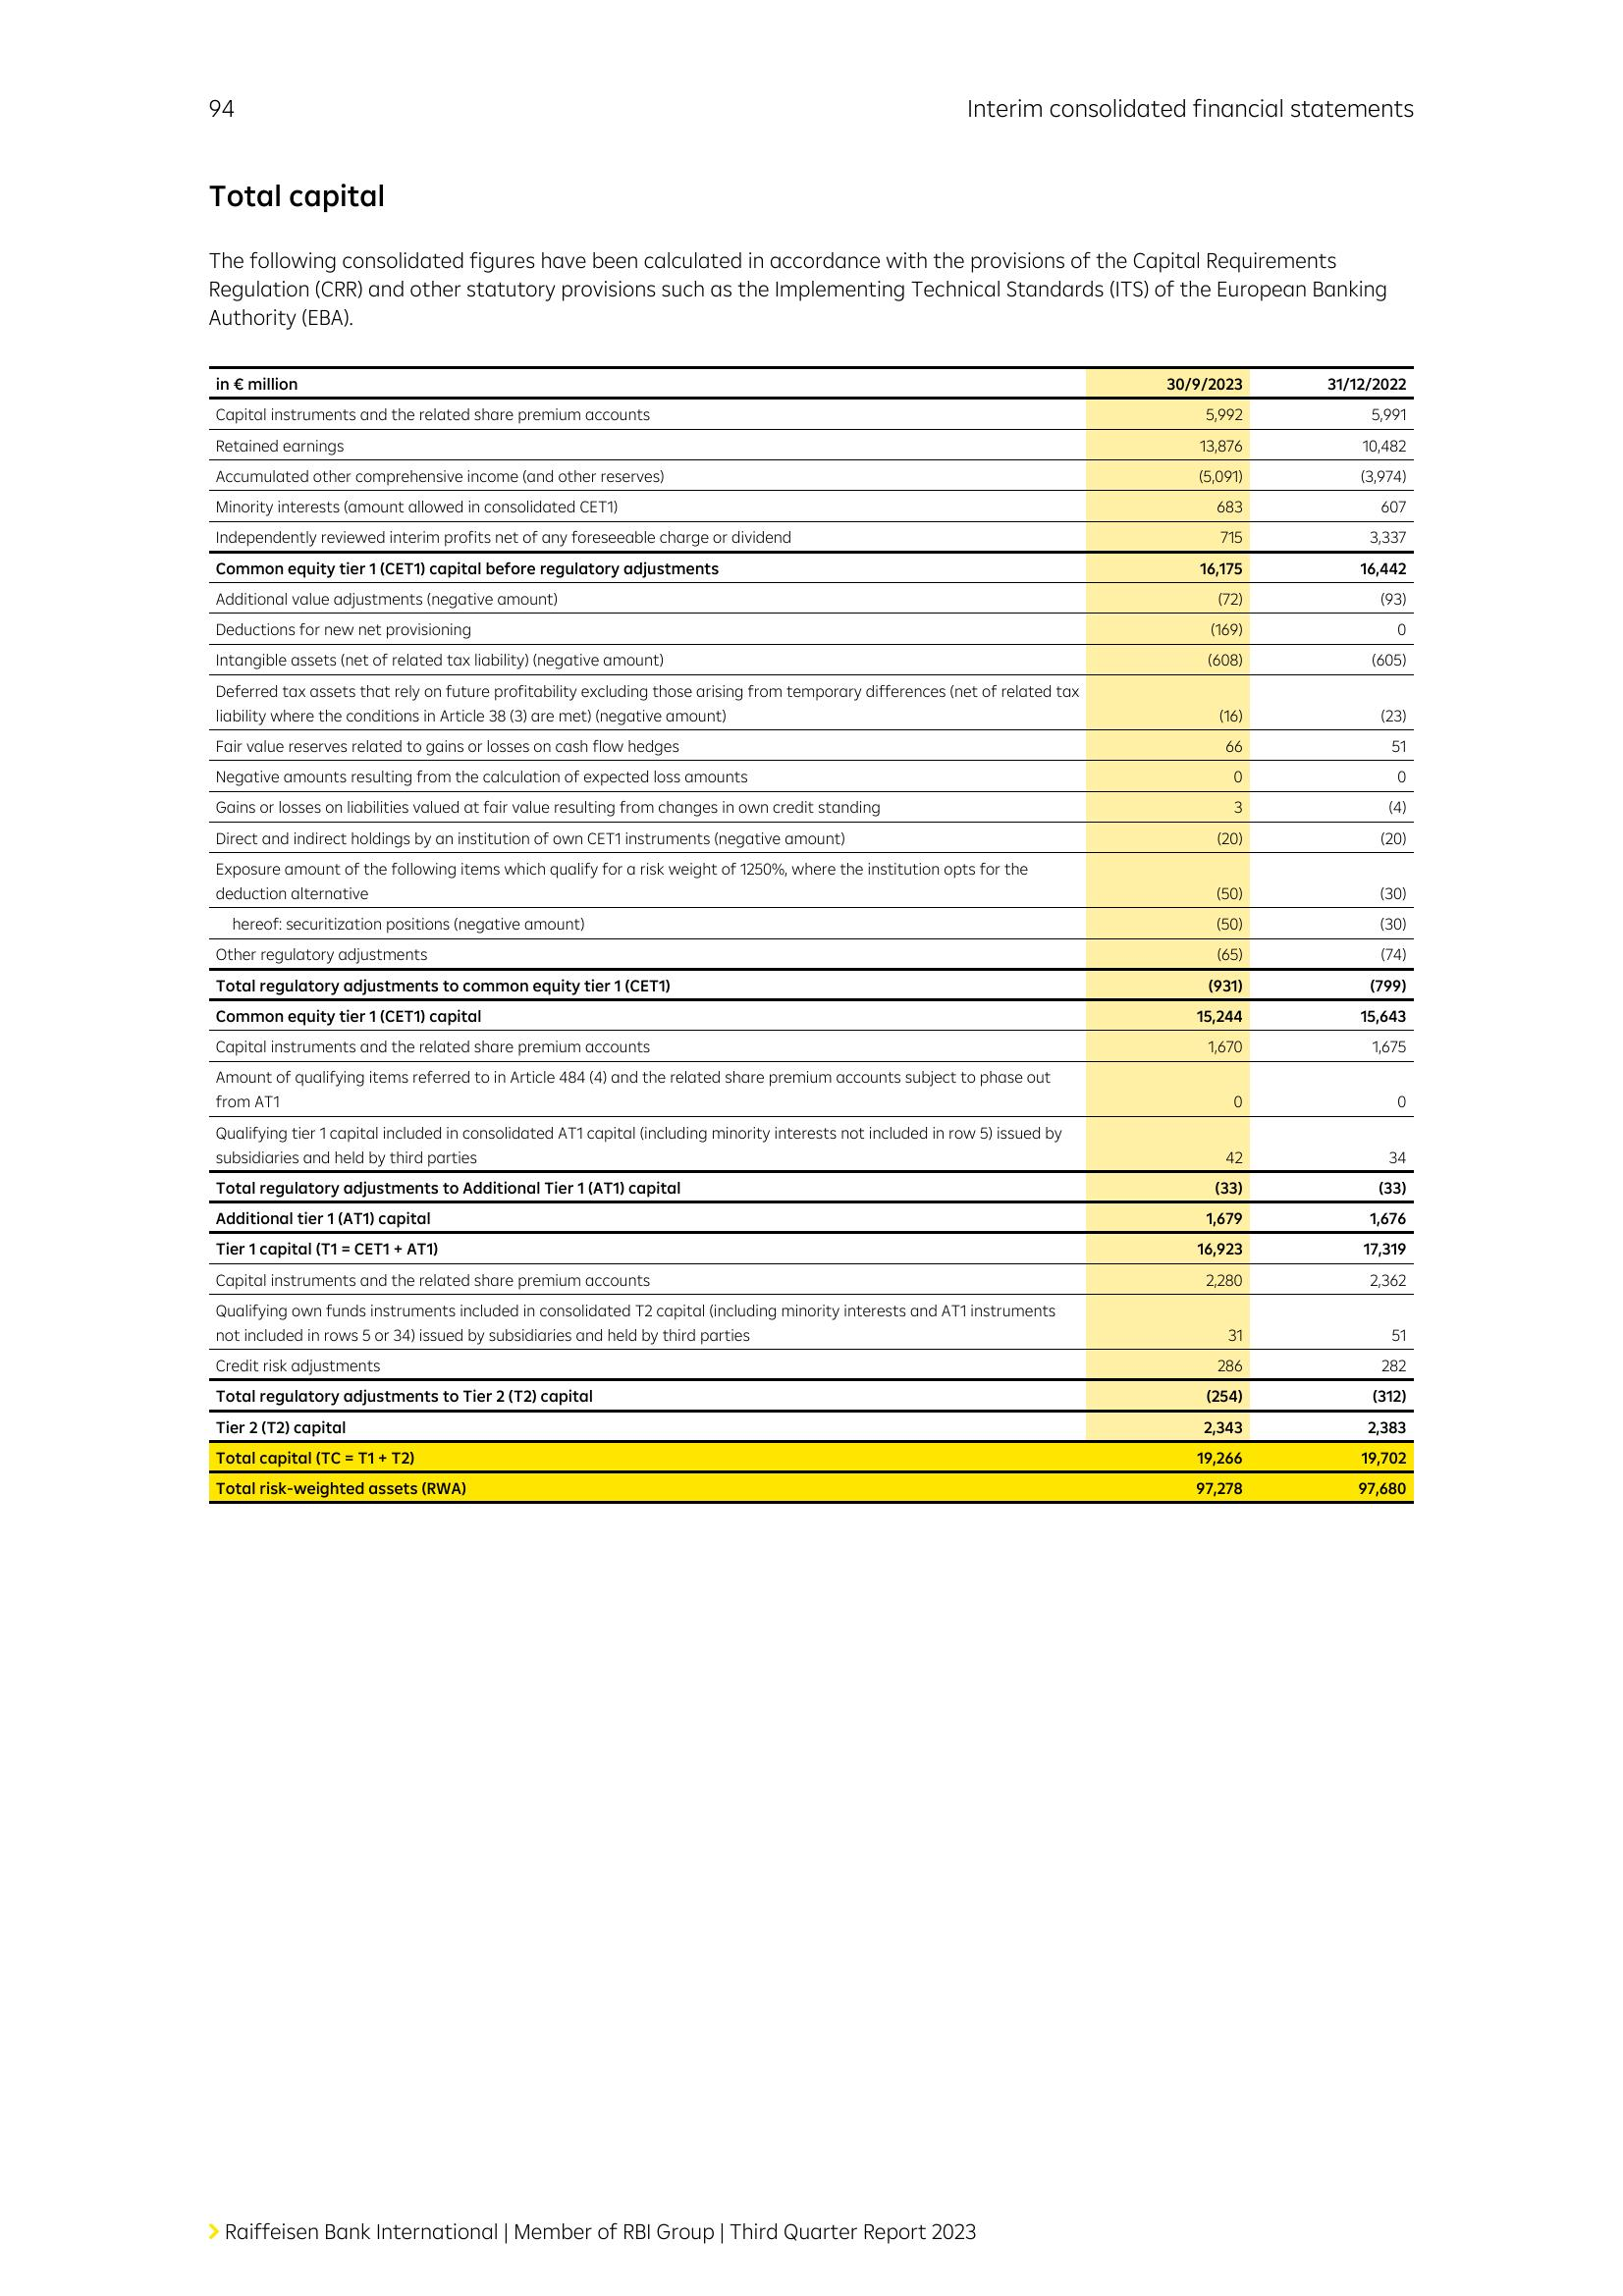 94 Interim consolidated financial statements
Total capital
The following consolidated figures have been calculated in accordance with the provisions of the Capital Requirements
Regulation (CRR) and other statutory provisions such as the Implementing Technical Standards (ITS) of the European Banking
Authority (EBA).
in € million 30/9/2023 31/12/2022
Capital instruments and the related share premium accounts 5,992 5,991
Retained earnings 13,876 10,482
Accumulated other comprehensive income (and other reserves) (5,091) (3,974)
Minority interests (amount allowed in consolidated CET1) 683 607
Independently reviewed interim profits net of any foreseeable charge or dividend 715 3,337
Common equity tier 1 (CET1) capital before regulatory adjustments 16,175 16,442
Additional value adjustments (negative amount) (72) (93)
Deductions for new net provisioning (169) 0
Intangible assets (net of related tax liability) (negative amount) (608) (605)
Deferred tax assets that rely on future profitability excluding those arising from temporary differences (net of related tax
liability where the conditions in Article 38 (3) are met) (negative amount) (16) (23)
Fair value reserves related to gains or losses on cash flow hedges 66 51
Negative amounts resulting from the calculation of expected loss amounts 0 0
Gains or losses on liabilities valued at fair value resulting from changes in own credit standing 3 (4)
Direct and indirect holdings by an institution of own CET1 instruments (negative amount) (20) (20)
Exposure amount of the following items which qualify for a risk weight of 1250%, where the institution opts for the
deduction alternative (50) (30)
hereof: securitization positions (negative amount) (50) (30)
Other regulatory adjustments (65) (74)
Total regulatory adjustments to common equity tier 1 (CET1) (931) (799)
Common equity tier 1 (CET1) capital 15,244 15,643
Capital instruments and the related share premium accounts 1,670 1,675
Amount of qualifying items referred to in Article 484 (4) and the related share premium accounts subject to phase out
from AT1 0 0
Qualifying tier 1 capital included in consolidated AT1 capital (including minority interests not included in row 5) issued by
subsidiaries and held by third parties 42 34
Total regulatory adjustments to Additional Tier 1 (AT1) capital (33) (33)
Additional tier 1 (AT1) capital 1,679 1,676
Tier 1 capital (T1 = CET1 + AT1) 16,923 17,319
Capital instruments and the related share premium accounts 2,280 2,362
Qualifying own funds instruments included in consolidated T2 capital (including minority interests and AT1 instruments
not included in rows 5 or 34) issued by subsidiaries and held by third parties 31 51
Credit risk adjustments 286 282
Total regulatory adjustments to Tier 2 (T2) capital (254) (312)
Tier 2 (T2) capital 2,343 2,383
Total capital (TC = T1 + T2) 19,266 19,702
Total risk-weighted assets (RWA) 97,278 97,680
Raiffeisen Bank International | Member of RBI Group | Third Quarter Report 2023